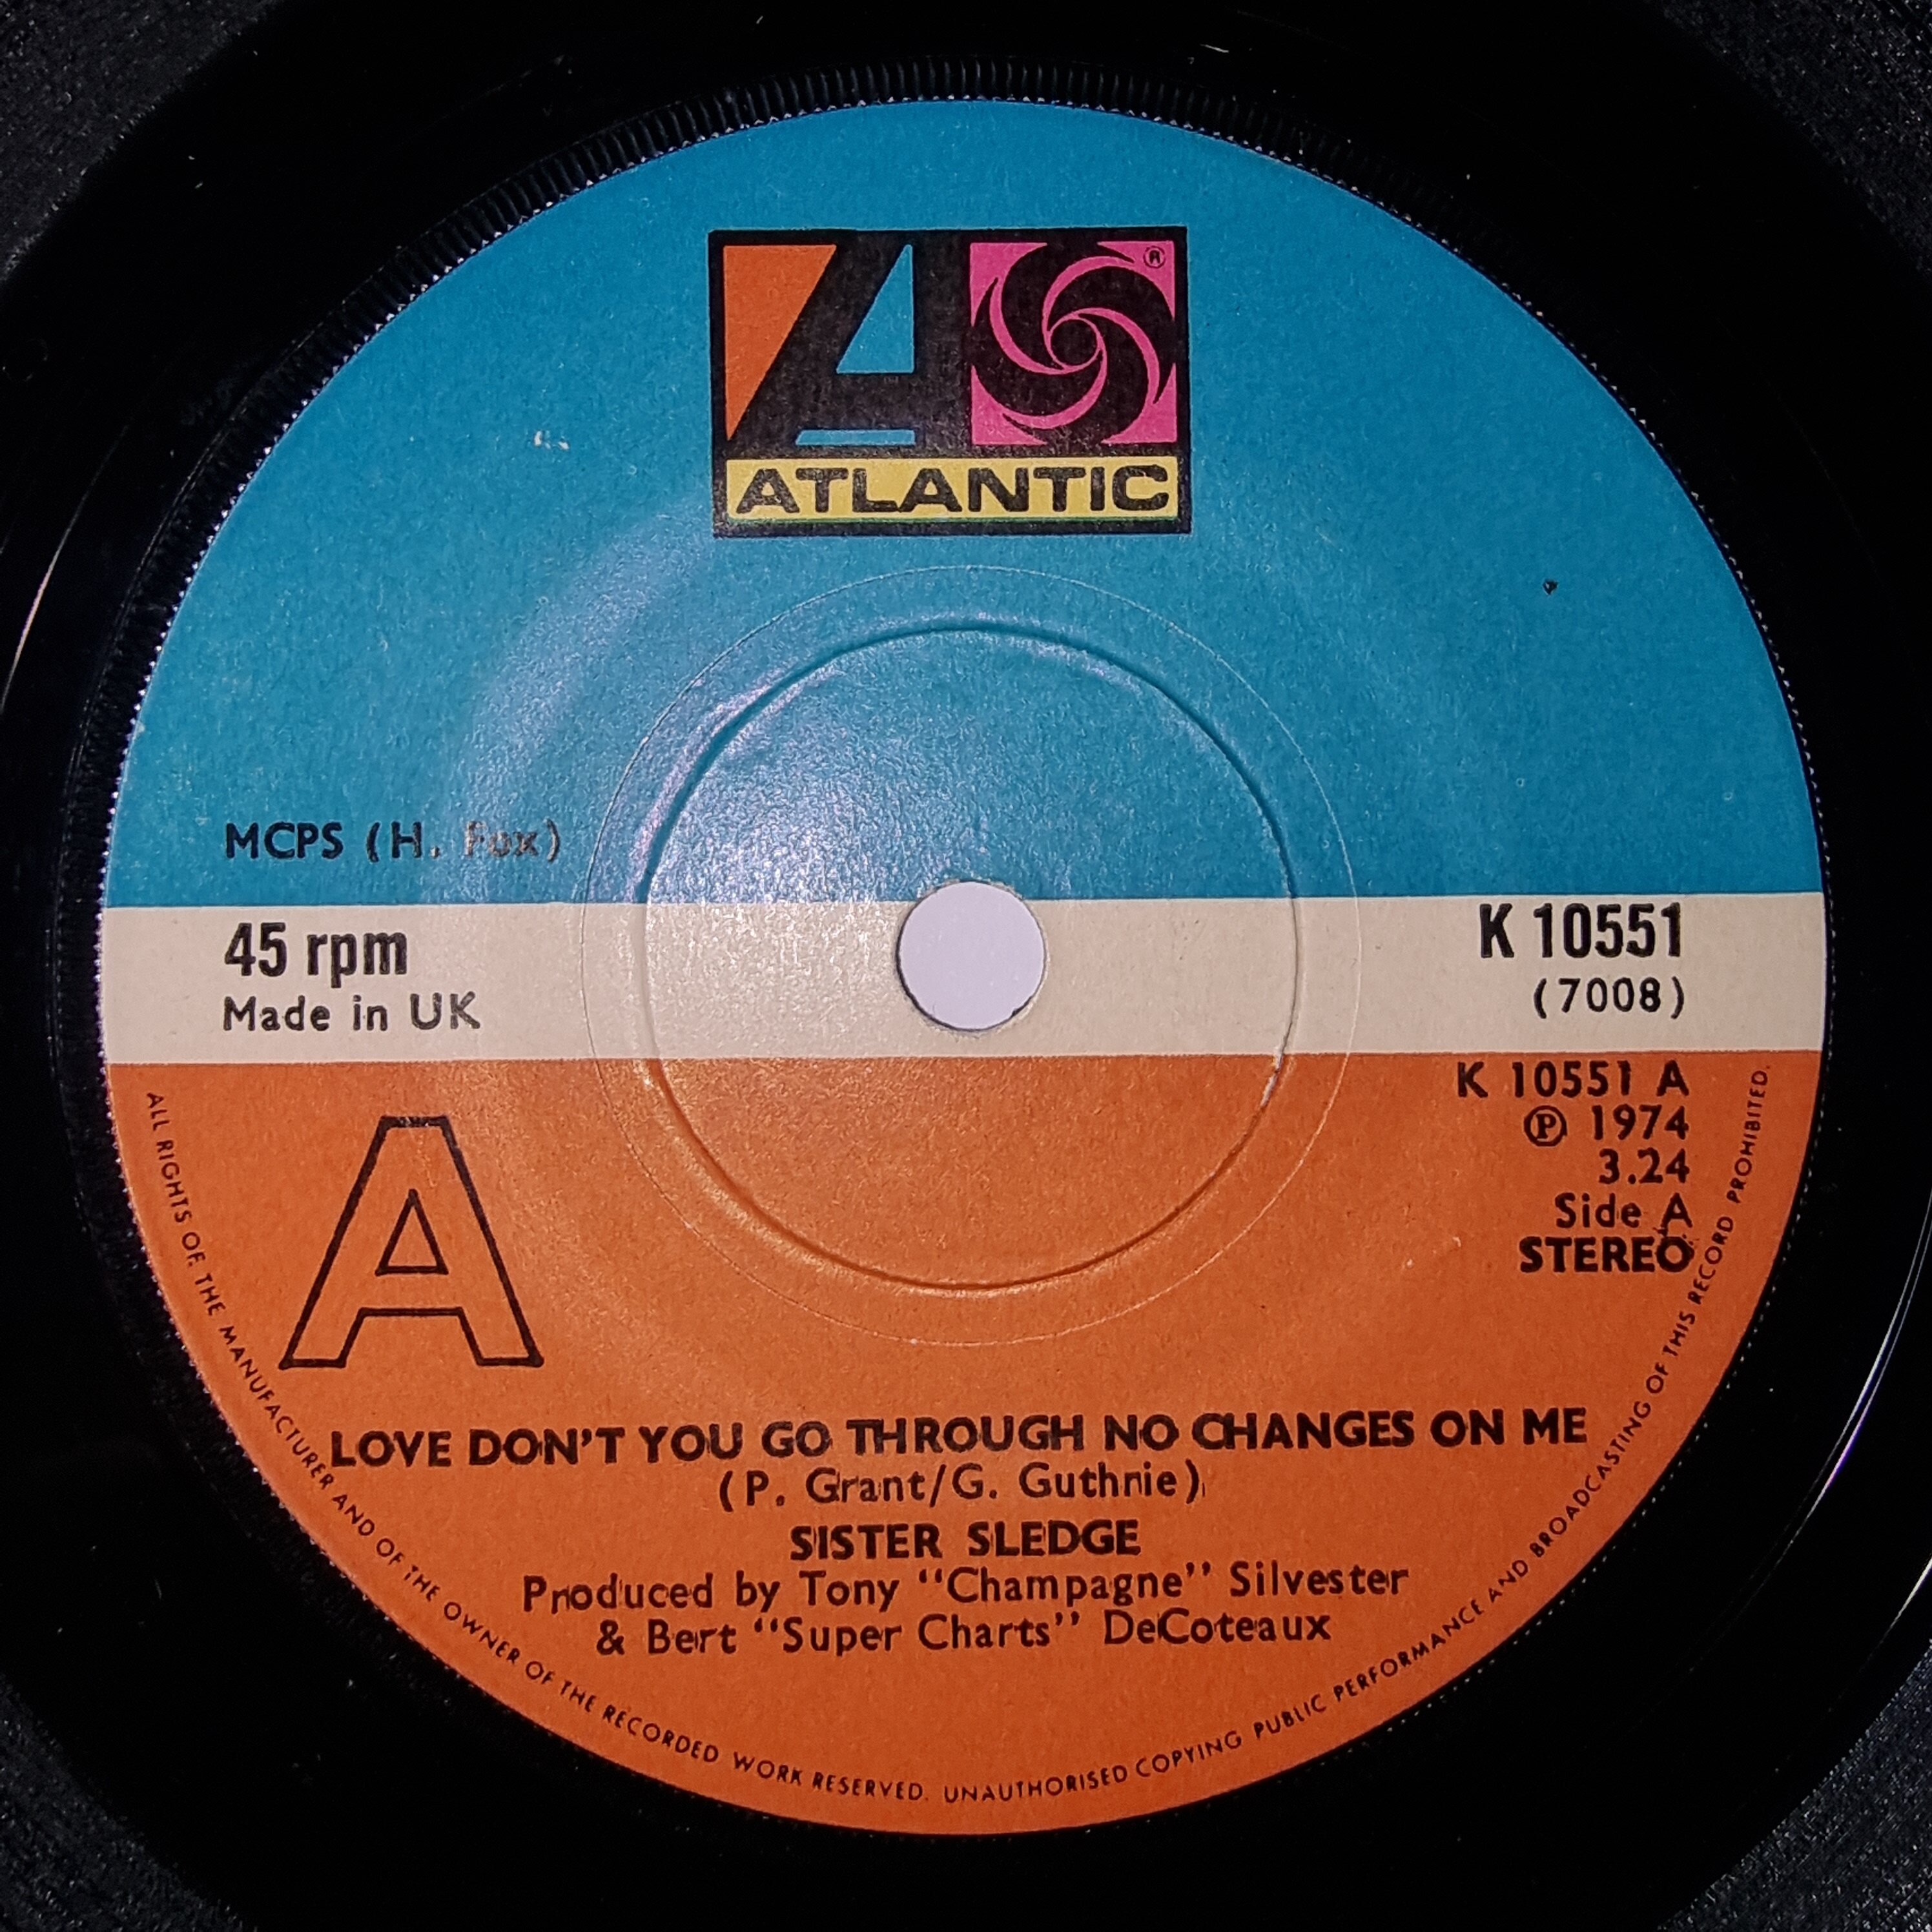 ATLANTIC
®
MCPS (H. Fox)
45 rpm
Made in UK
K 10551
(7008)
K 10551 A
℗ 1974
3.24
Side A
STEREO
A
LOVE DON'T YOU GO THROUGH NO CHANGES ON ME
(P. Grant/G. Guthrie)
SISTER SLEDGE
Produced by Tony "Champagne" Silvester
& Bert "Super Charts" DeCoteaux
ALL RIGHTS OF THE MANUFACTURER AND OF THE OWNER OF THE RECORDED WORK RESERVED. UNAUTHORISED COPYING PUBLIC PERFORMANCE AND BROADCASTING OF THIS RECORD PROHIBITED.